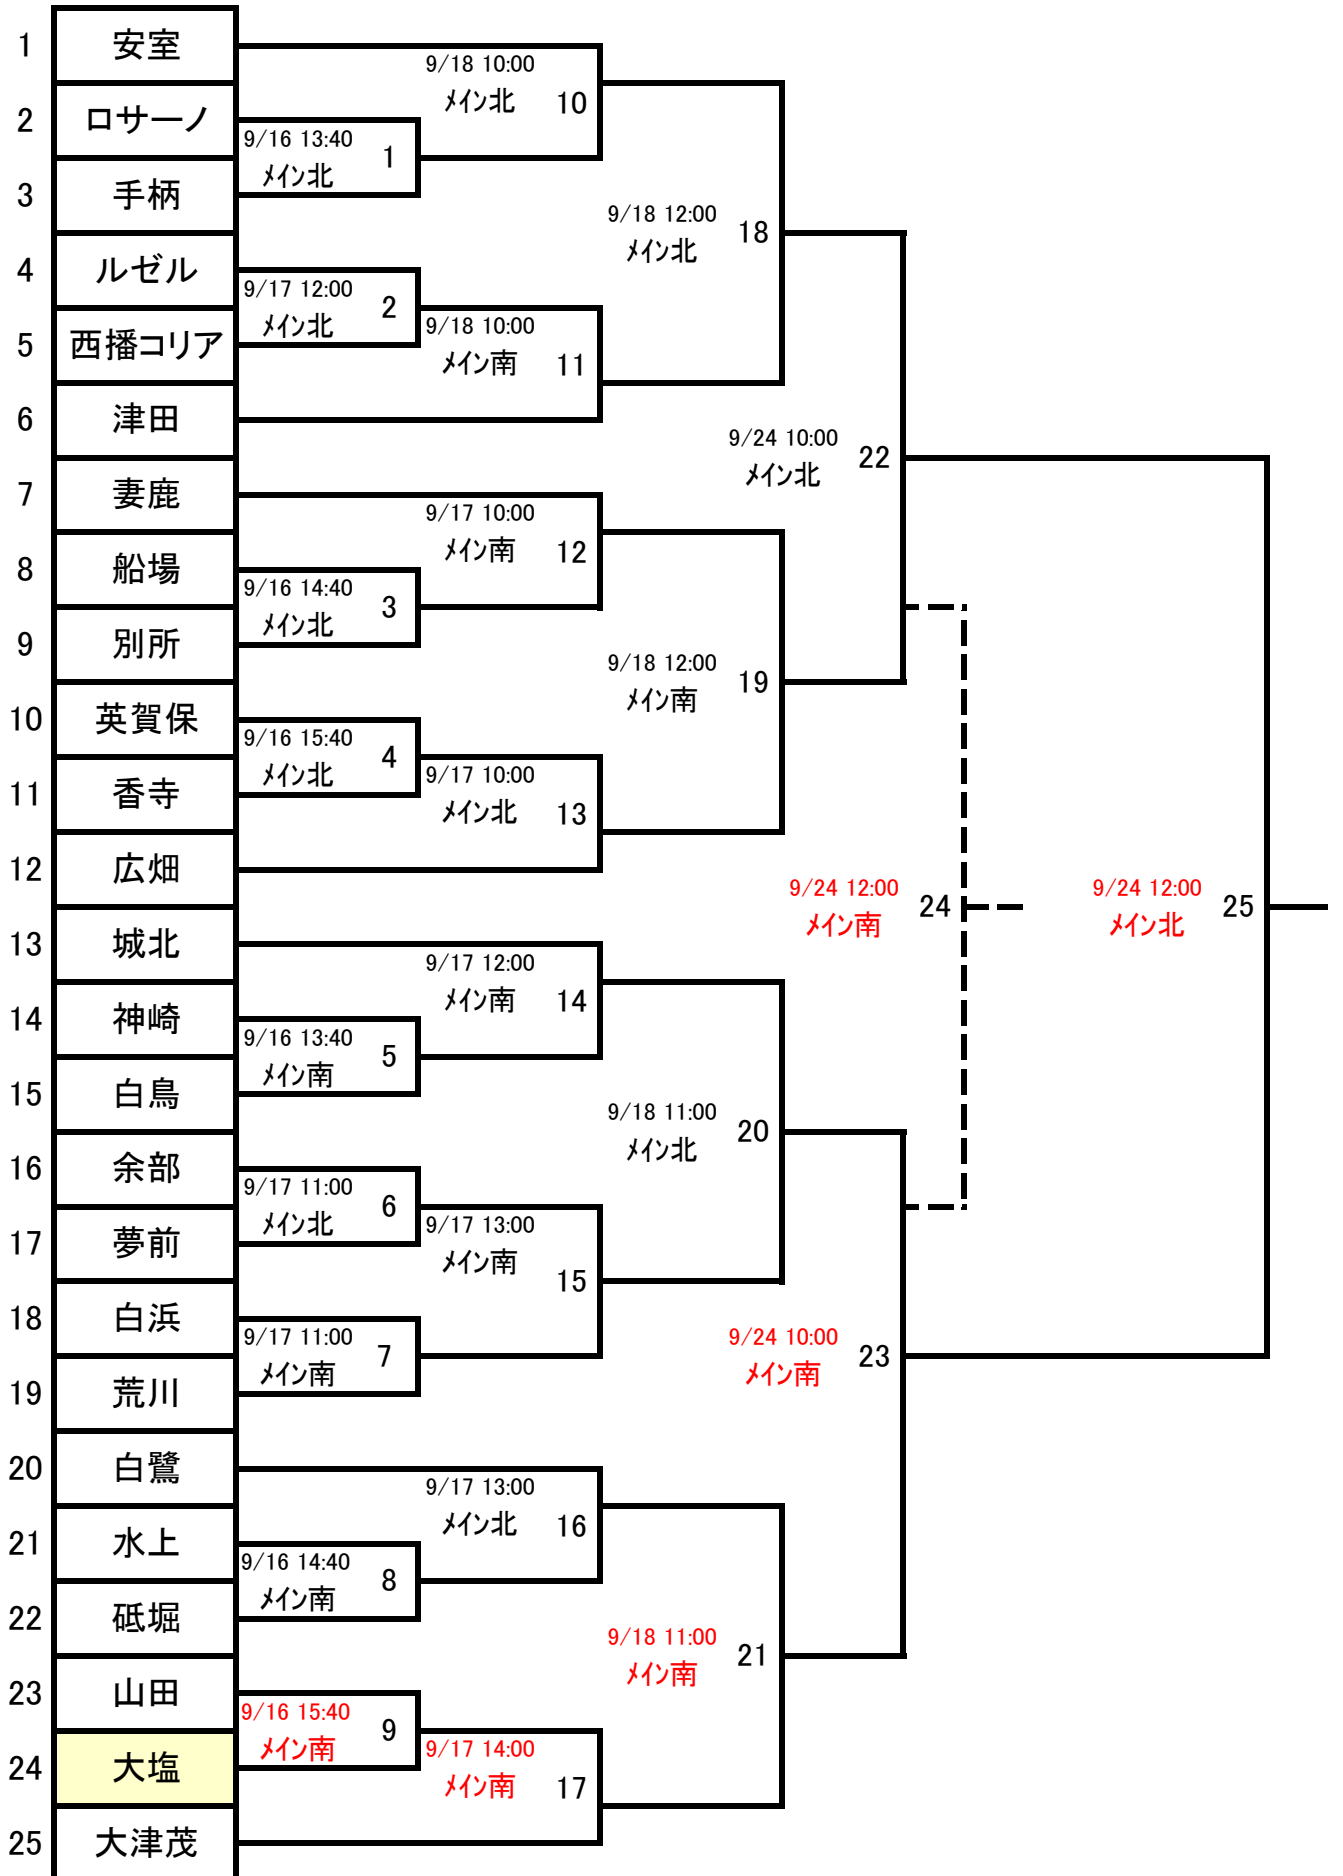 1 安室
9/18 10:00
メイン北 10
2 ロサーノ
9/16 13:40
メイン北 1
3 手柄
9/18 12:00
メイン北 18
4 ルゼル
9/17 12:00
メイン北 2
5 西播コリア
9/18 10:00
メイン南 11
6 津田
9/24 10:00
メイン北 22
7 妻鹿
9/17 10:00
メイン南 12
8 船場
9/16 14:40
メイン北 3
9 別所
9/18 12:00
メイン南 19
10 英賀保
9/16 15:40
メイン北 4
11 香寺
9/17 10:00
メイン北 13
12 広畑
9/24 12:00
メイン南 24
9/24 12:00
メイン北 25
13 城北
9/17 12:00
メイン南 14
14 神崎
9/16 13:40
メイン南 5
15 白鳥
9/18 11:00
メイン北 20
16 余部
9/17 11:00
メイン北 6
17 夢前
9/17 13:00
メイン南 15
18 白浜
9/17 11:00
メイン南 7
9/24 10:00
メイン南 23
19 荒川
20 白鷺
9/17 13:00
メイン北 16
21 水上
9/16 14:40
メイン南 8
22 砥堀
9/18 11:00
メイン南 21
23 山田
9/16 15:40
メイン南 9
24 大塩
9/17 14:00
メイン南 17
25 大津茂